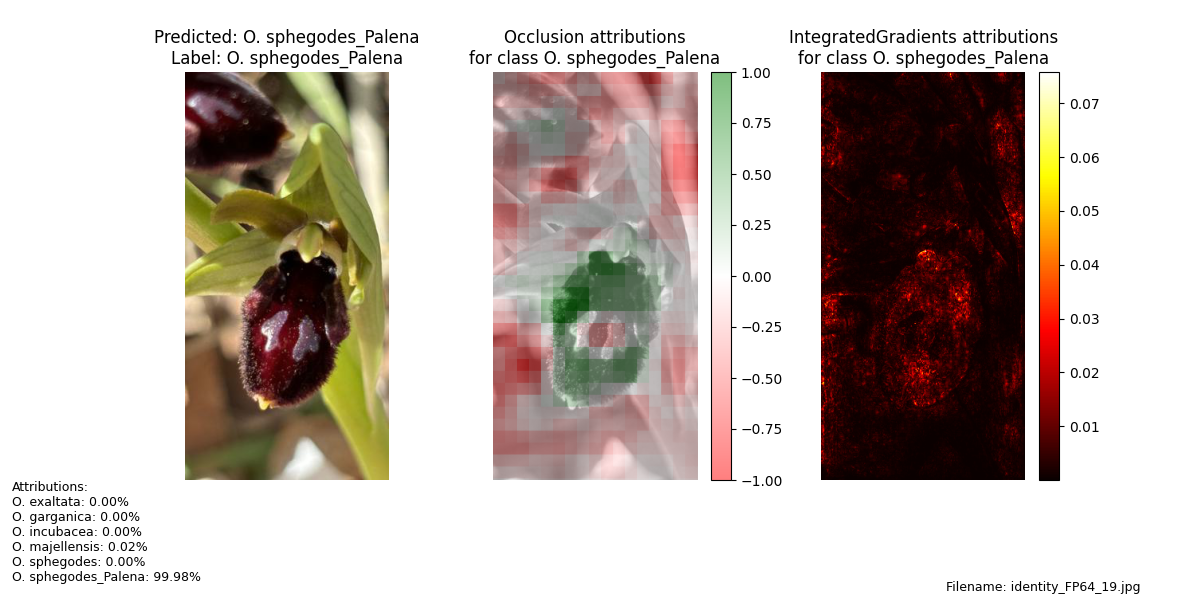 Predicted: O. sphegodes_Palena
Label: O. sphegodes_Palena
Occlusion attributions
for class O. sphegodes_Palena
1.00
0.75
0.50
0.25
0.00
−0.25
−0.50
−0.75
−1.00
IntegratedGradients attributions
for class O. sphegodes_Palena
0.07
0.06
0.05
0.04
0.03
0.02
0.01
Attributions:
O. exaltata: 0.00%
O. garganica: 0.00%
O. incubacea: 0.00%
O. majellensis: 0.02%
O. sphegodes: 0.00%
O. sphegodes_Palena: 99.98%
Filename: identity_FP64_19.jpg